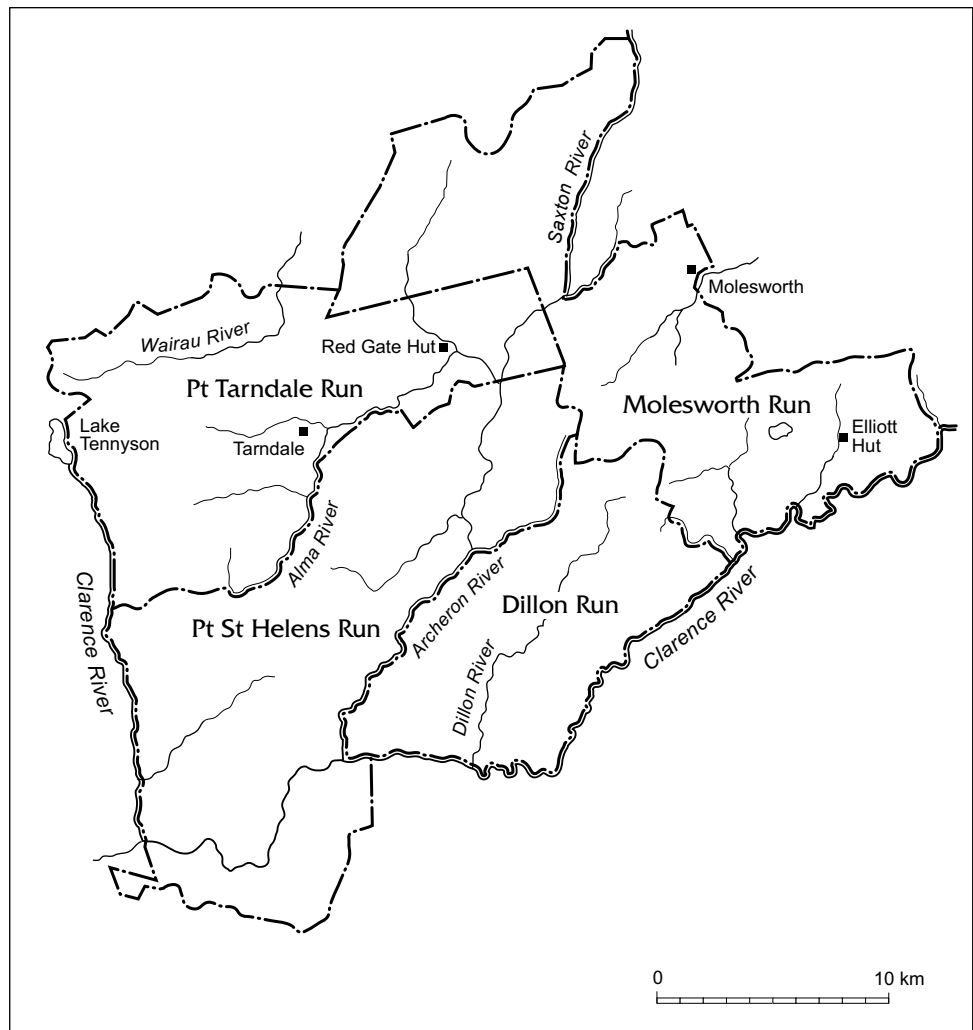 Saxton River
Molesworth
Wairau River
Red Gate Hut
Pt Tarndale Run
Molesworth Run
Lake
Tennyson
Tarndale
Elliott
Hut
Alma River
Clarence River
Pt St Helens Run
Archeron River
Dillon Run
Clarence River
Dillon River
0
10 km